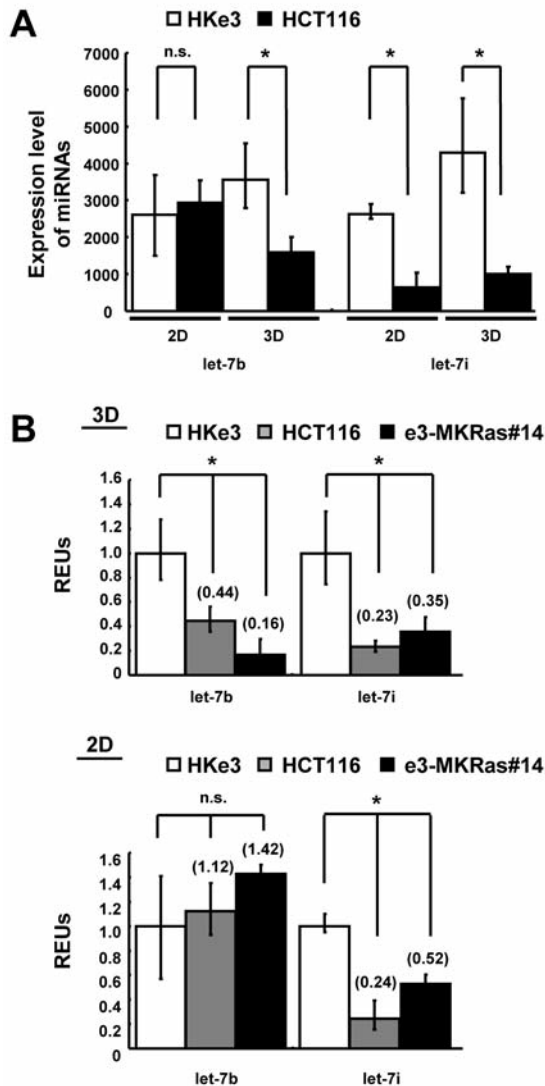 A
HKe3 HCT116
n.s. * * *
Expression level
of miRNAs
7000
6000
5000
4000
3000
2000
1000
0
2D 3D 2D 3D
let-7b let-7i
B
3D
HKe3 HCT116 e3-MKRas#14
* *
REUs
1.6
1.4
1.2
1.0
0.8
0.6
0.4
0.2
0
(0.44) (0.16) (0.23) (0.35)
let-7b let-7i
2D
HKe3 HCT116 e3-MKRas#14
n.s. *
REUs
1.6
1.4
1.2
1.0
0.8
0.6
0.4
0.2
0
(1.12) (1.42) (0.24) (0.52)
let-7b let-7i